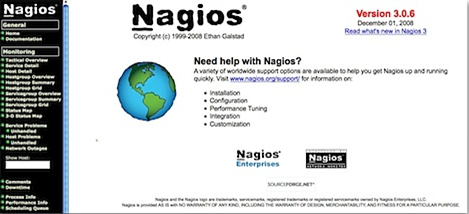 Nagios®
General
Home
Documentation
Monitoring
Tactical Overview
Service Detail
Host Detail
Hostgroup Overview
Hostgroup Summary
Hostgroup Grid
Servicegroup Overview
Servicegroup Summary
Servicegroup Grid
Status Map
3-D Status Map
Service Problems
Unhandled
Host Problems
Unhandled
Network Outages
Show Host:
Comments
Downtime
Process Info
Performance Info
Scheduling Queue
Nagios®
Copyright (c) 1999-2008 Ethan Galstad
Version 3.0.6
December 01, 2008
Read what's new in Nagios 3
Need help with Nagios?
A variety of worldwide support options are available to help you get Nagios up and running
quickly. Visit www.nagios.org/support/ for information on:
• Installation
• Configuration
• Performance Tuning
• Integration
• Customization
Nagios®
Enterprises
Nagios®
SOURCEFORGE.NET®
Nagios and the Nagios logo are trademarks, servicemarks, registered trademarks or registered servicemarks owned by Nagios Enterprises, LLC.
Nagios is provided AS IS with NO WARRANTY OF ANY KIND, INCLUDING THE WARRANTY OF DESIGN, MERCHANTABILITY, AND FITNESS FOR A PARTICULAR PURPOSE.